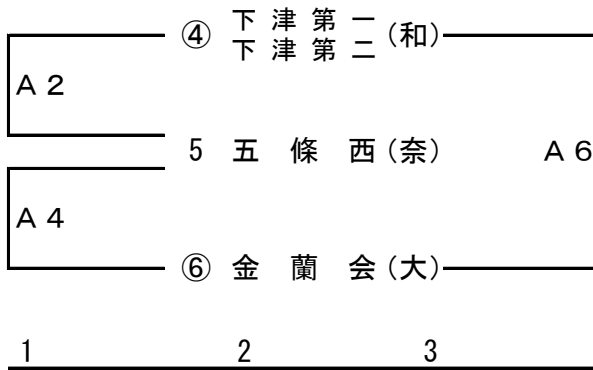 ④ 下津第一
下津第二 (和)
A 2
5 五條西 (奈) A 6
A 4
⑥ 金蘭会 (大)
1 2 3